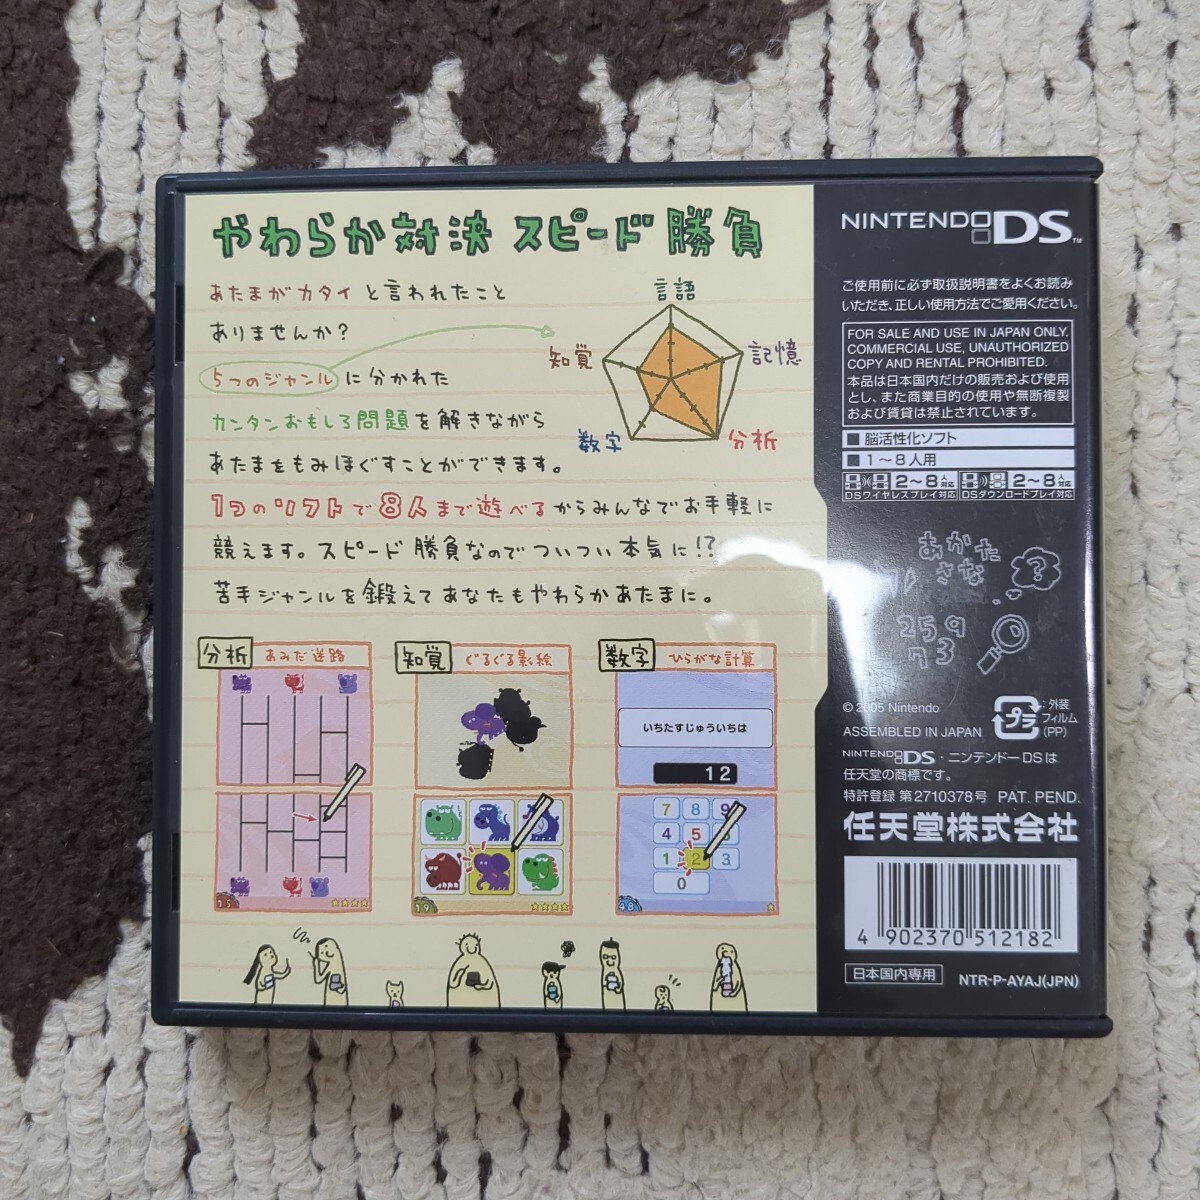 やわらか対決 スピード勝負
あたまがカタイと言われたこと
ありませんか?
5つのジャンルに分かれた
カンタンおもしろ問題を解きながら
あたまをもみほぐすことができます。
1つのソフトで8人まで遊べるからみんなでお手軽に
競えます。スピード勝負なのでついつい本気に!?
苦手ジャンルを鍛えてあなたもやわらかあたまに。
言語
知覚
記憶
数字
分析
分析 あみだ迷路
15
知覚 ぐるぐる影絵
19
数字 ひらがな計算
いちたすじゅういちは
12
7 8 9
4 5 6
1 2 3
0
48
NINTENDO DS™
ご使用前に必ず取扱説明書をよくお読み
いただき、正しい使用方法でご愛用ください。
FOR SALE AND USE IN JAPAN ONLY.
COMMERCIAL USE, UNAUTHORIZED
COPY AND RENTAL PROHIBITED.
本品は日本国内だけの販売および使用
とし、また商業目的の使用や無断複製
および賃貸は禁止されています。
■ 脳活性化ソフト
■ 1～8人用
2～8人対応
DSワイヤレスプレイ対応
2～8人対応
DSダウンロードプレイ対応
あかた
さな
?
259
73
© 2005 Nintendo
ASSEMBLED IN JAPAN
プラ
:外装
フィルム
(PP)
NINTENDO DS・ニンテンドーDSは
任天堂の商標です。
特許登録 第2710378号 PAT. PEND.
任天堂株式会社
4 902370 512182
日本国内専用
NTR-P-AYAJ(JPN)